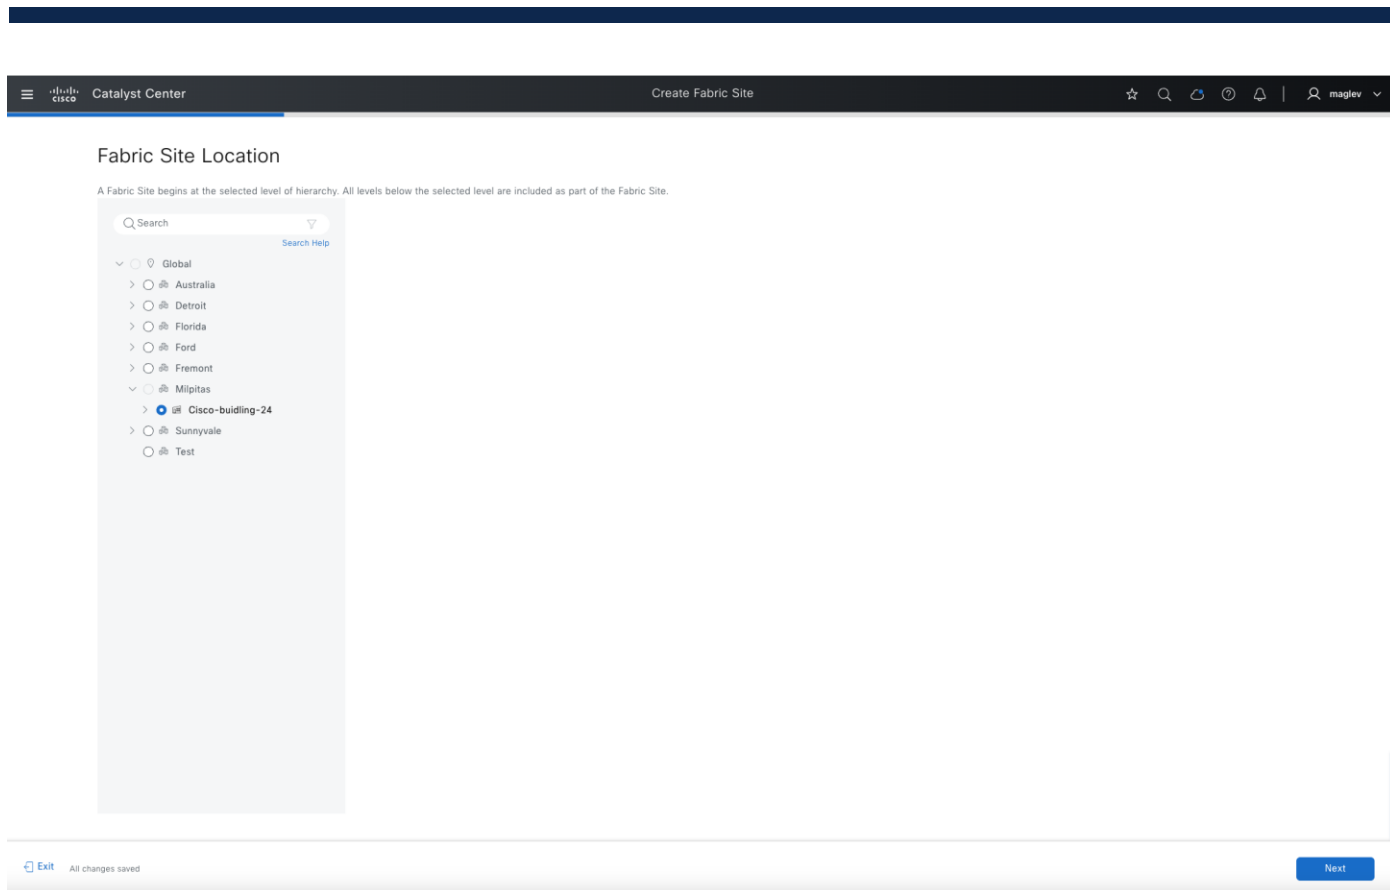 cisco Catalyst Center Create Fabric Site maglev
Fabric Site Location
A Fabric Site begins at the selected level of hierarchy. All levels below the selected level are included as part of the Fabric Site.
Search
Search Help
Global
Australia
Detroit
Florida
Ford
Fremont
Milpitas
Cisco-buidling-24
Sunnyvale
Test
Exit All changes saved Next